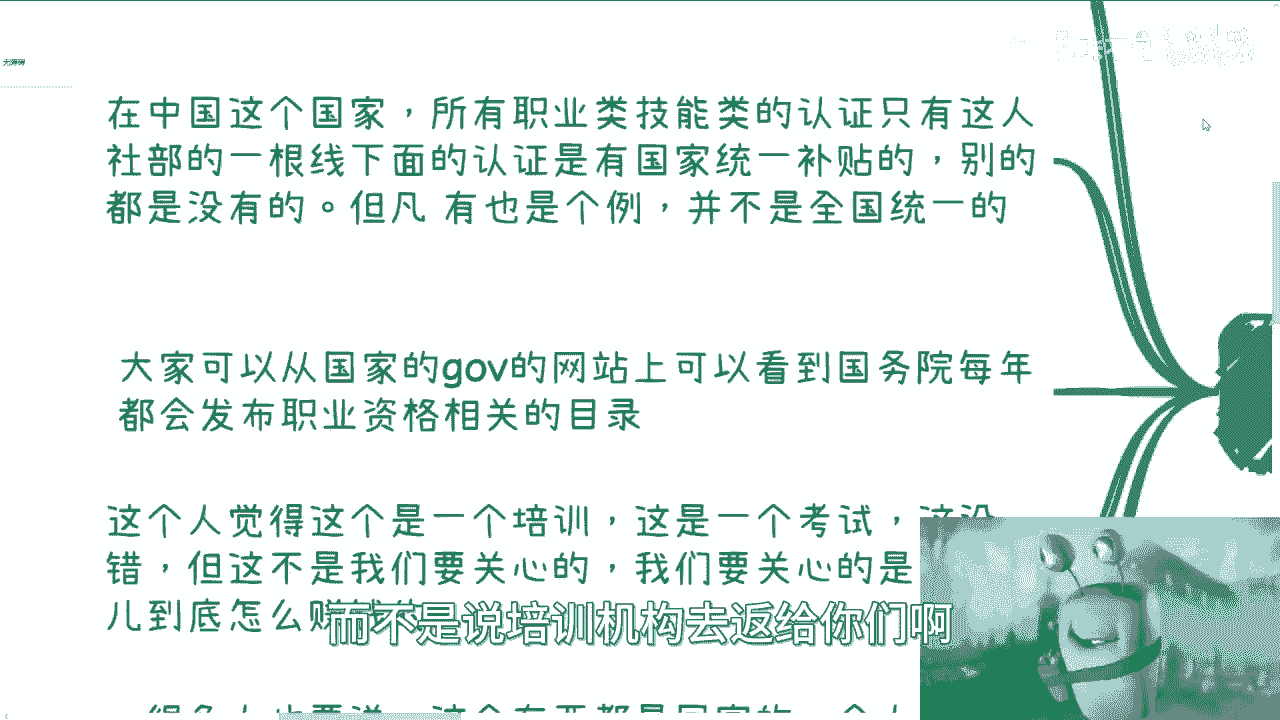 无障碍
在中国这个国家，所有职业类技能类的认证只有这人
社部的一根线下面的认证是有国家统一补贴的，别的
都是没有的。但凡 有也是个例，并不是全国统一的
大家可以从国家的gov的网站上可以看到国务院每年
都会发布职业资格相关的目录
这个人觉得这个是一个培训，这是一个考试，这没
错，但这不是我们要关心的，我们要关心的是
儿到底怎么赚
而不是说培训机构去返给你们啊